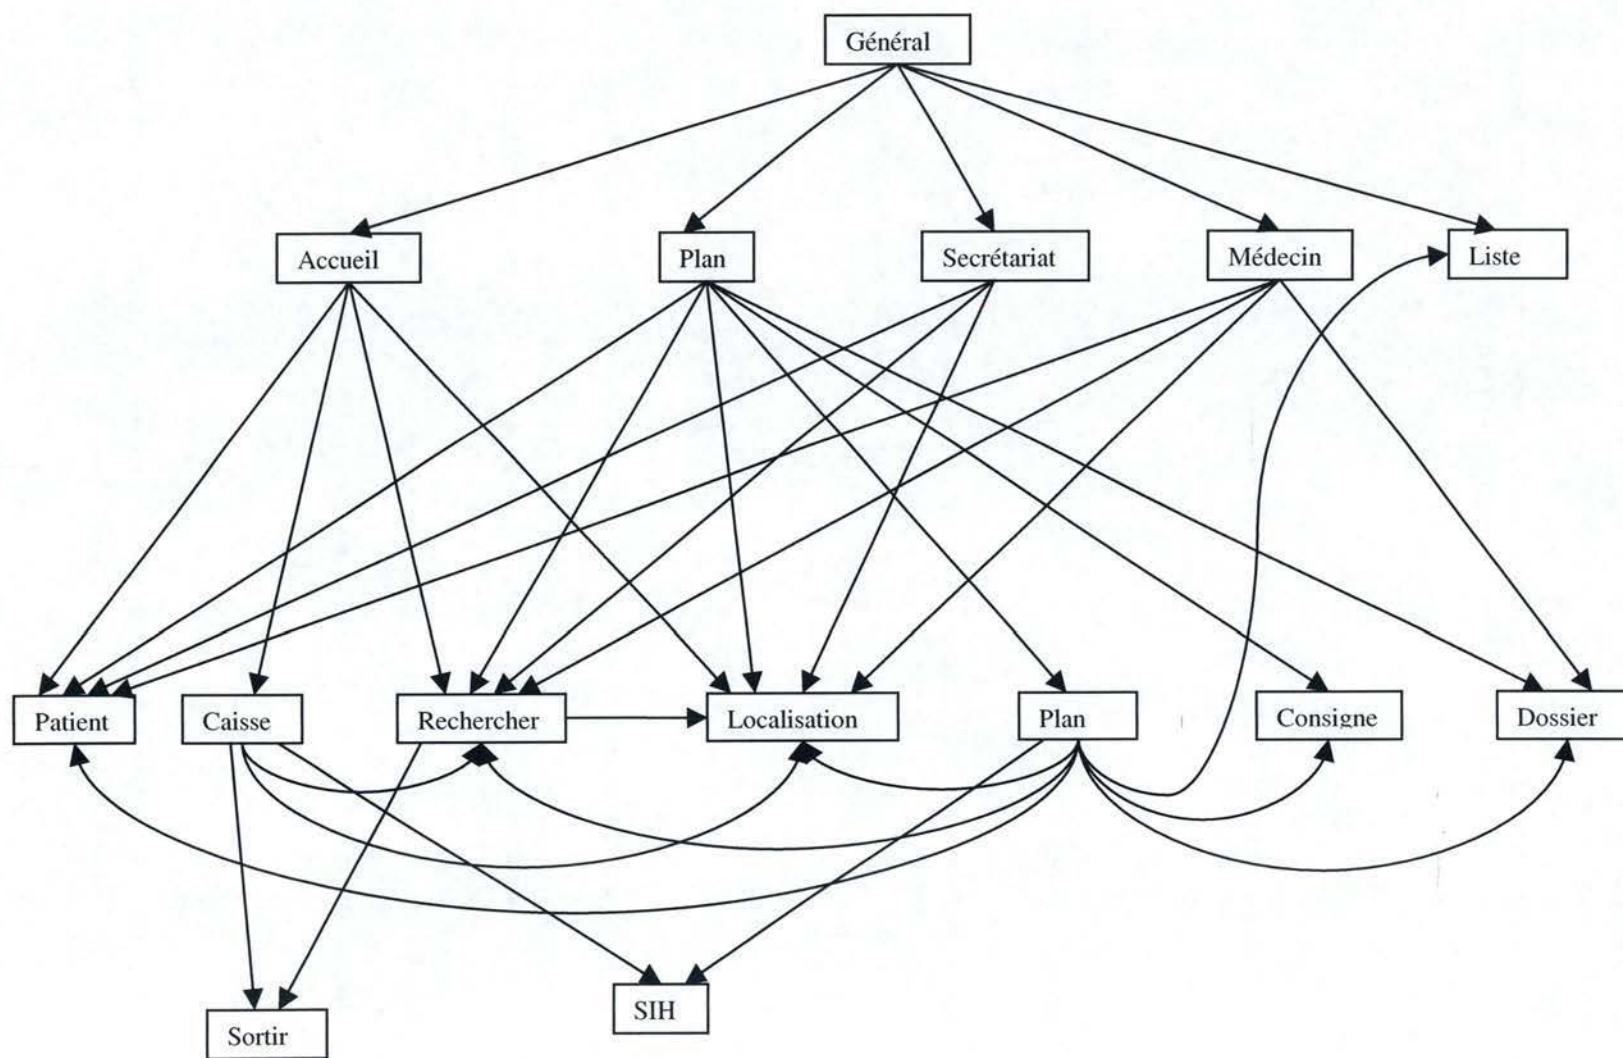 Général
Accueil
Plan
Secrétariat
Médecin
Liste
Patient
Caisse
Rechercher
Localisation
Plan
Consigne
Dossier
SIH
Sortir